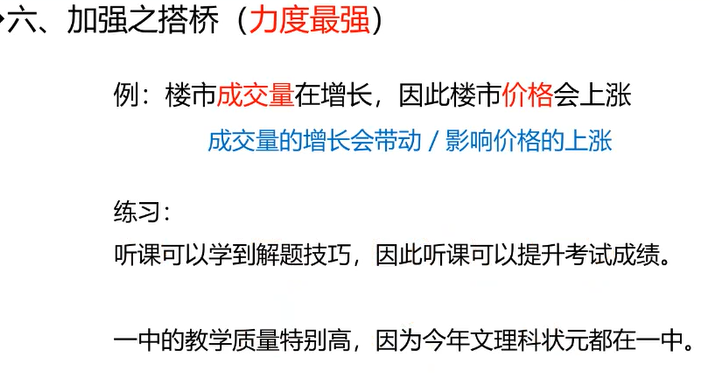 六、加强之搭桥（力度最强）
例：楼市成交量在增长，因此楼市价格会上涨
成交量的增长会带动 / 影响价格的上涨
练习：
听课可以学到解题技巧，因此听课可以提升考试成绩。
一中的教学质量特别高，因为今年文理科状元都在一中。